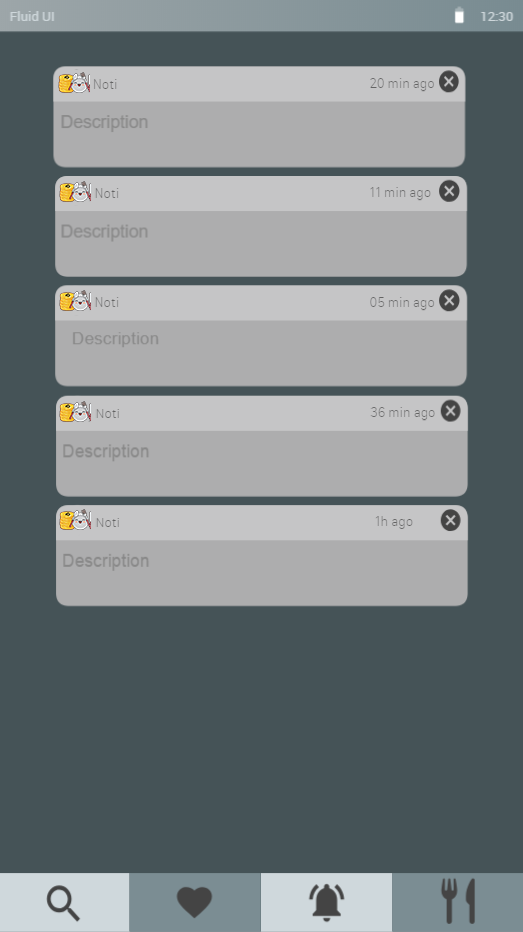 Fluid UI 12:30
Noti 20 min ago
Description
Noti 11 min ago
Description
Noti 05 min ago
Description
Noti 36 min ago
Description
Noti 1h ago
Description